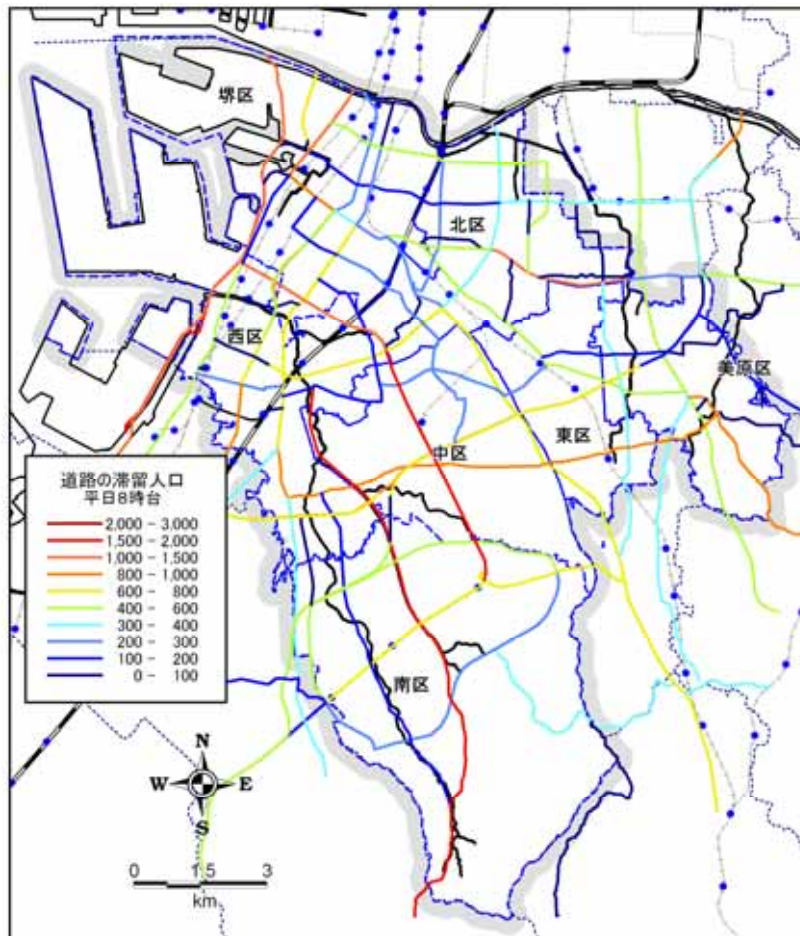 堺区
北区
西区
美原区
東区
中区
道路の滞留人口
平日8時台
2,000 - 3,000
1,500 - 2,000
1,000 - 1,500
800 - 1,000
600 - 800
400 - 600
300 - 400
200 - 300
100 - 200
0 - 100
南区
N
W E
S
0 1.5 3
km